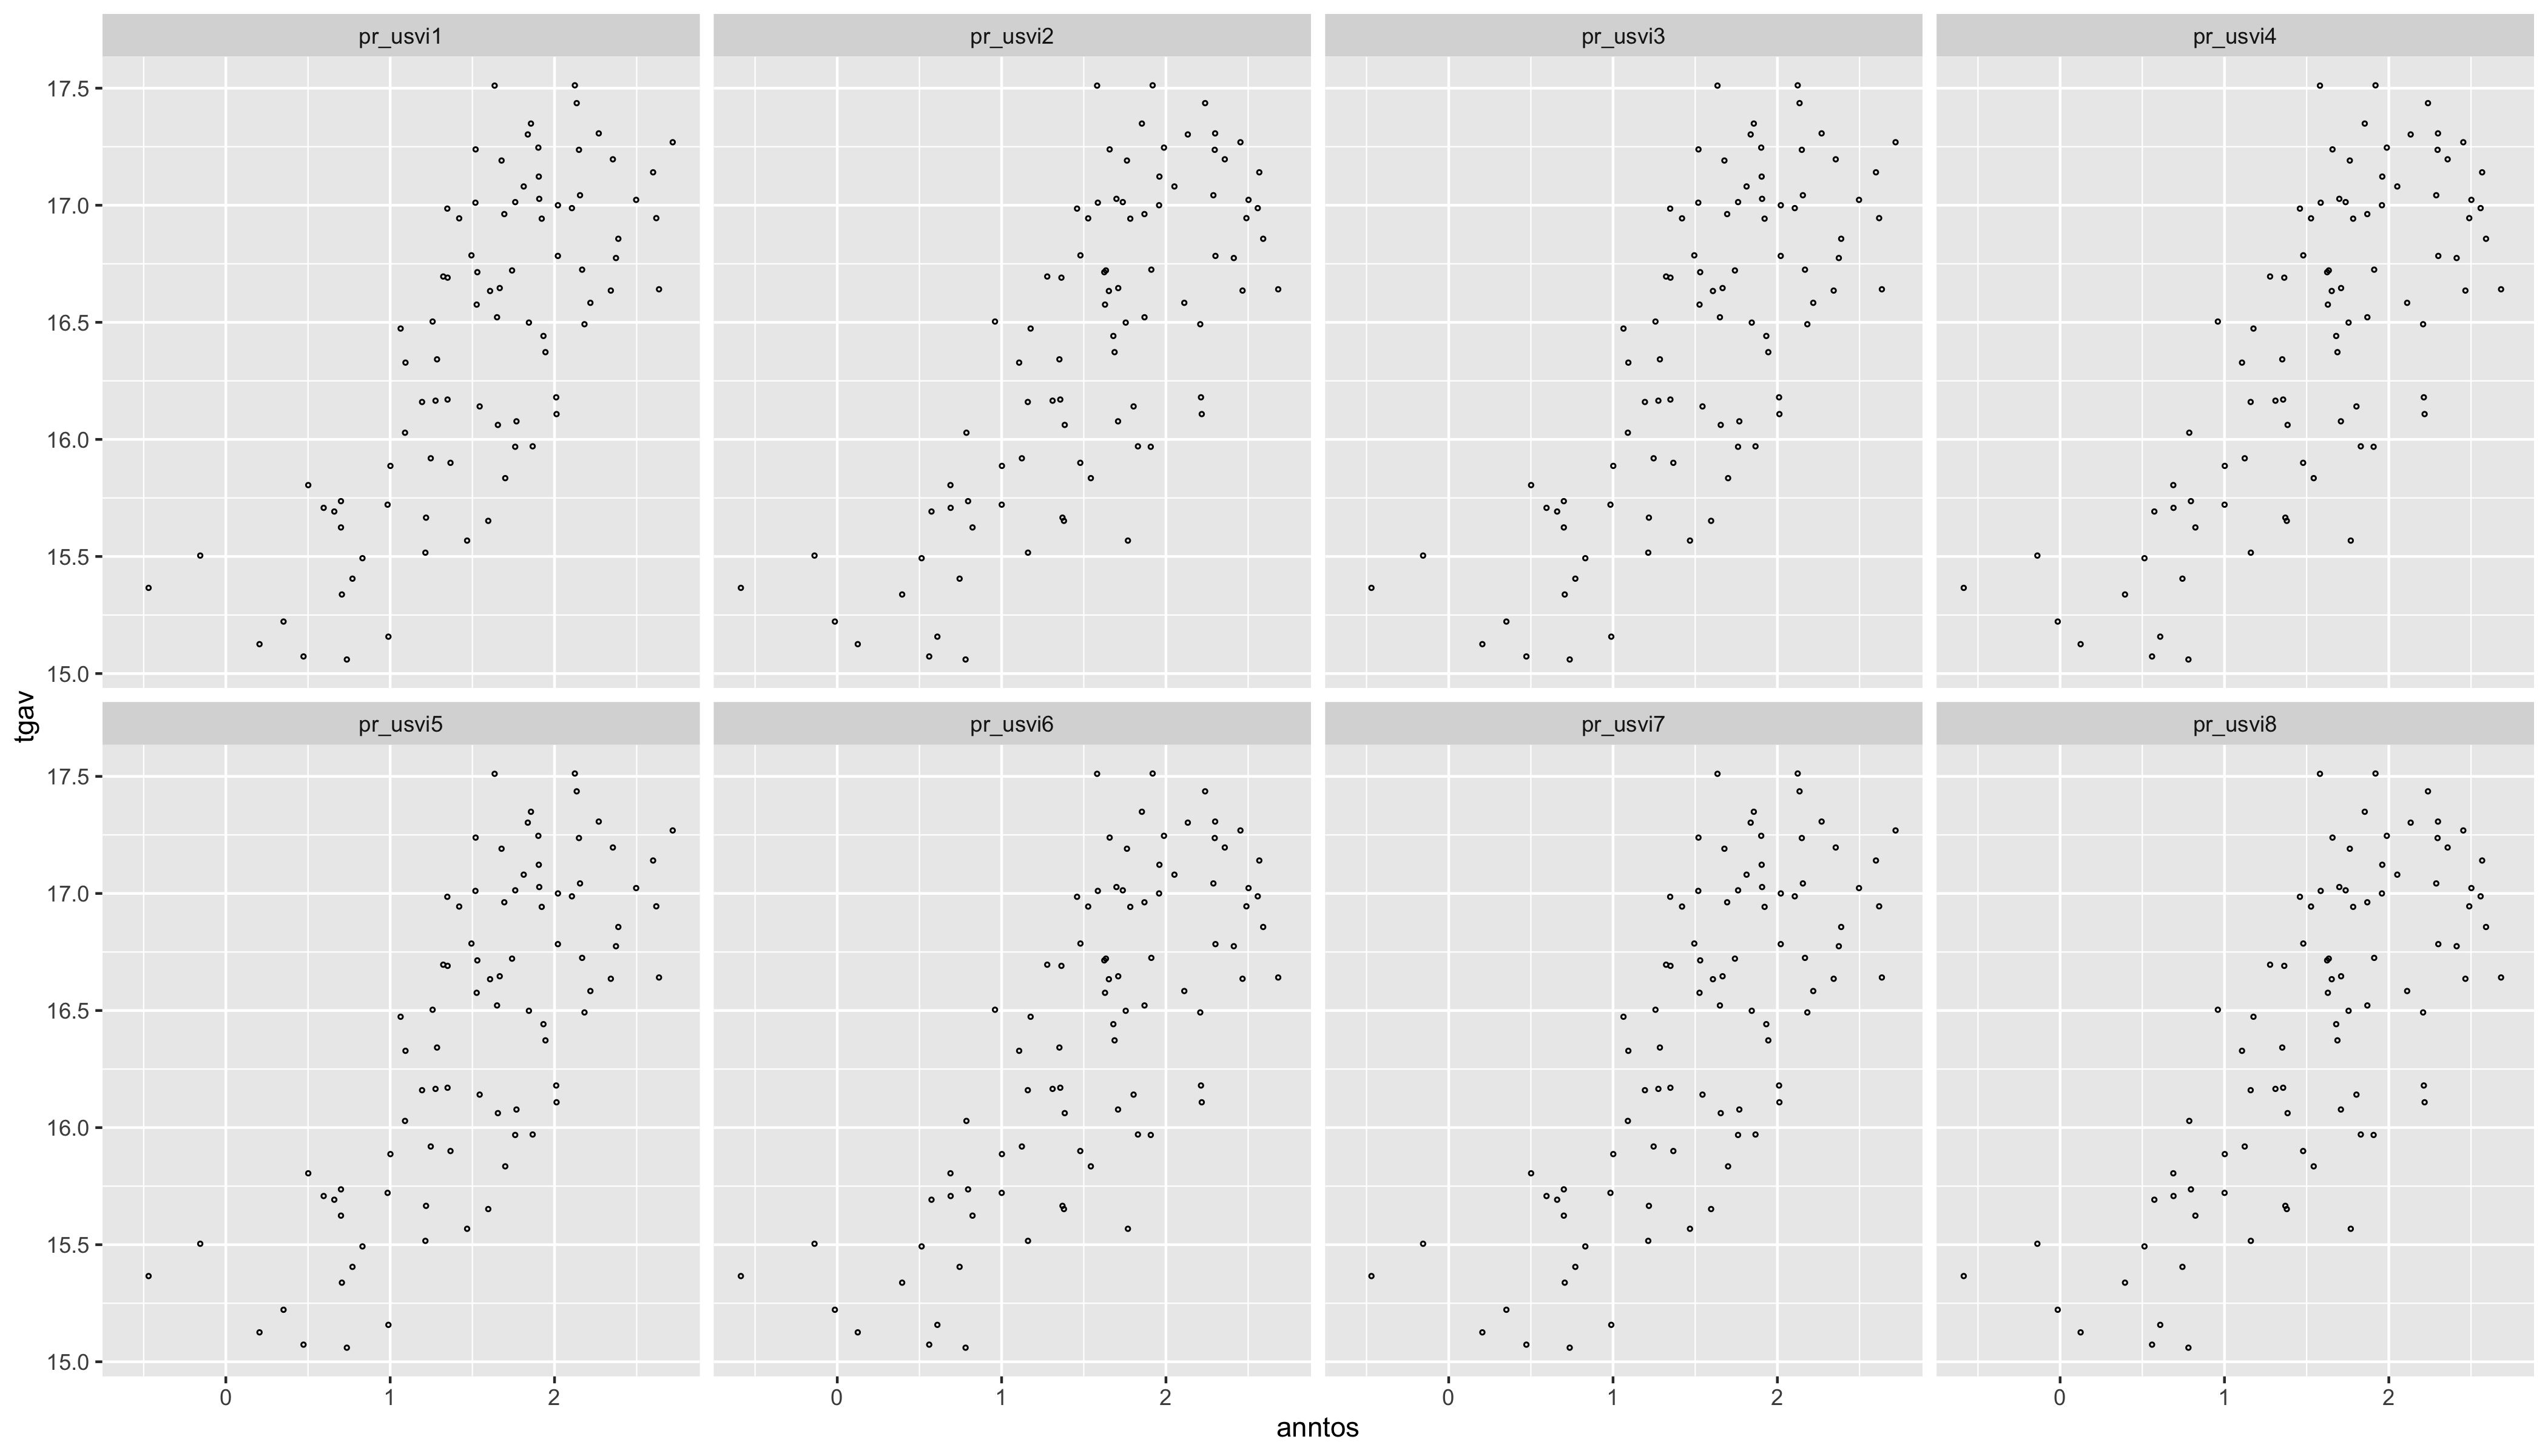 pr_usvi1 pr_usvi2 pr_usvi3 pr_usvi4
17.5
17.0
16.5
16.0
15.5
15.0
tgav
pr_usvi5 pr_usvi6 pr_usvi7 pr_usvi8
17.5
17.0
16.5
16.0
15.5
15.0
0 1 2 0 1 2 0 1 2 0 1 2
anntos